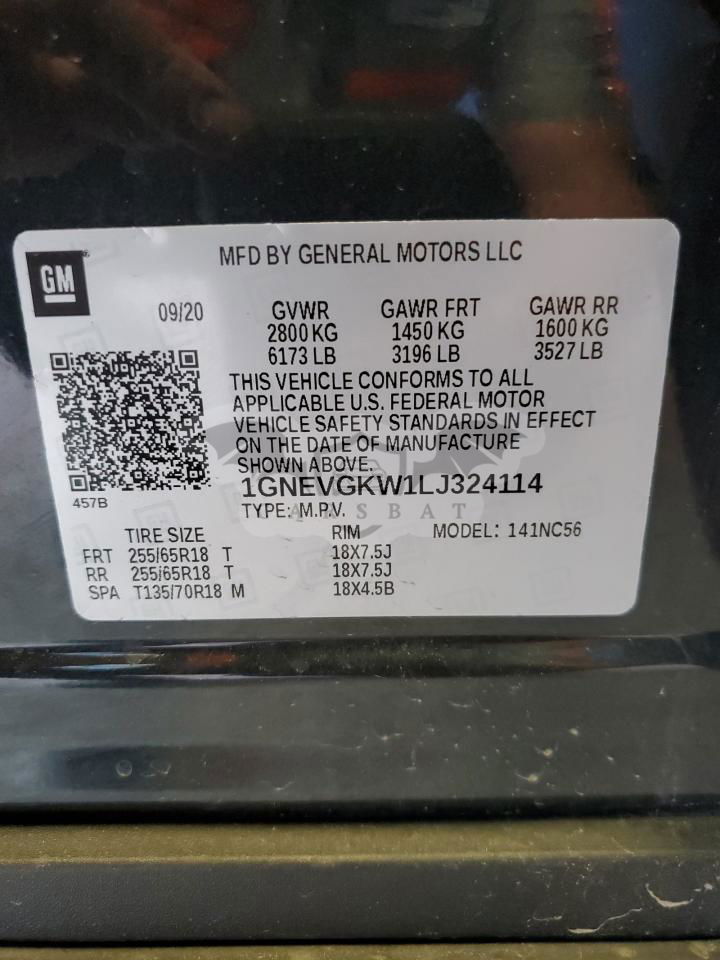 GM
MFD BY GENERAL MOTORS LLC
09/20
GVWR GAWR FRT GAWR RR
2800 KG 1450 KG 1600 KG
6173 LB 3196 LB 3527 LB
THIS VEHICLE CONFORMS TO ALL
APPLICABLE U.S. FEDERAL MOTOR
VEHICLE SAFETY STANDARDS IN EFFECT
ON THE DATE OF MANUFACTURE
SHOWN ABOVE.
457B
1GNEVGKW1LJ324114
TYPE: M.P.V.
TIRE SIZE RIM MODEL: 141NC56
FRT 255/65R18 T 18X7.5J
RR 255/65R18 T 18X7.5J
SPA T135/70R18 M 18X4.5B